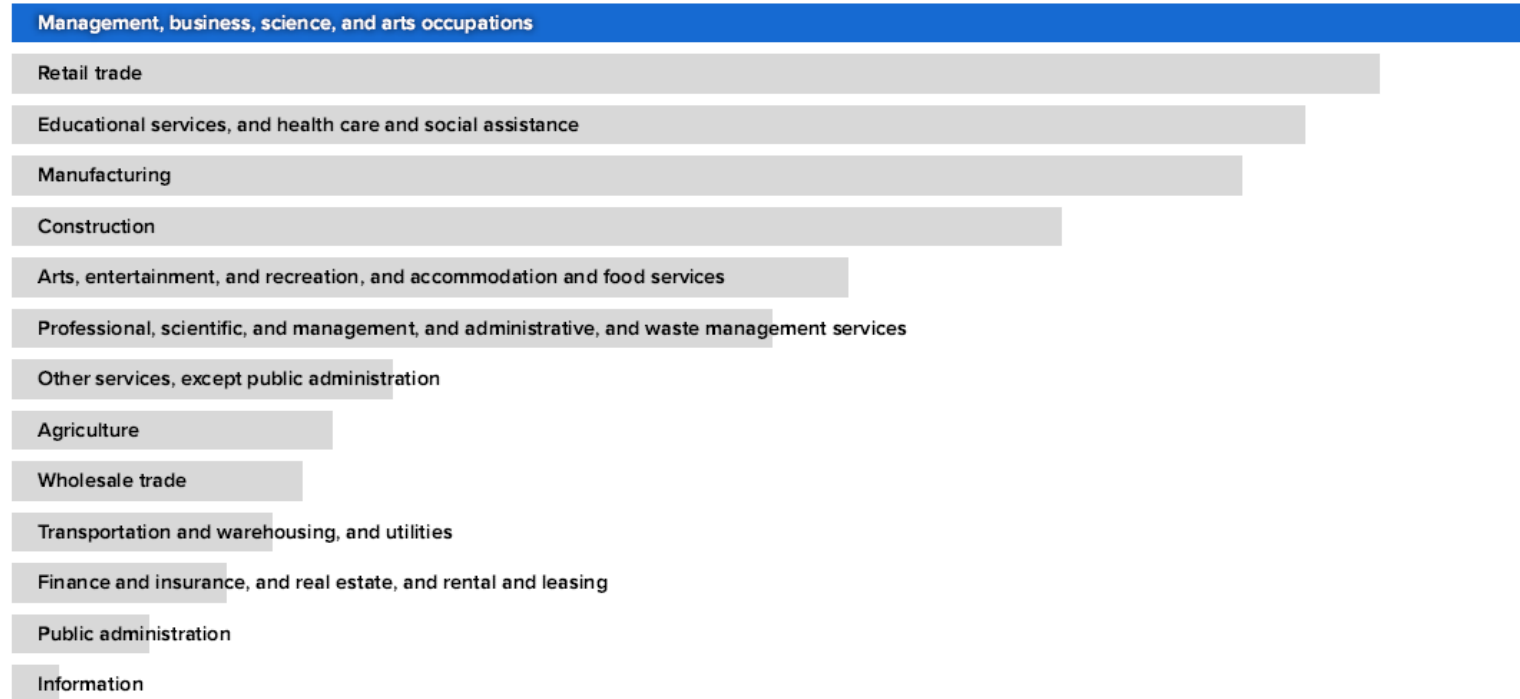 Management, business, science, and arts occupations
Retail trade
Educational services, and health care and social assistance
Manufacturing
Construction
Arts, entertainment, and recreation, and accommodation and food services
Professional, scientific, and management, and administrative, and waste management services
Other services, except public administration
Agriculture
Wholesale trade
Transportation and warehousing, and utilities
Finance and insurance, and real estate, and rental and leasing
Public administration
Information